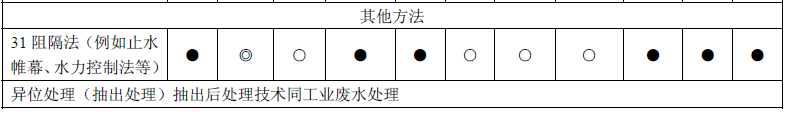 其他方法
31 阻隔法（例如止水 ● ◎ ○ ● ● ○ ○ ○ ● ● ●
帷幕、水力控制法等）
异位处理（抽出处理）抽出后处理技术同工业废水处理